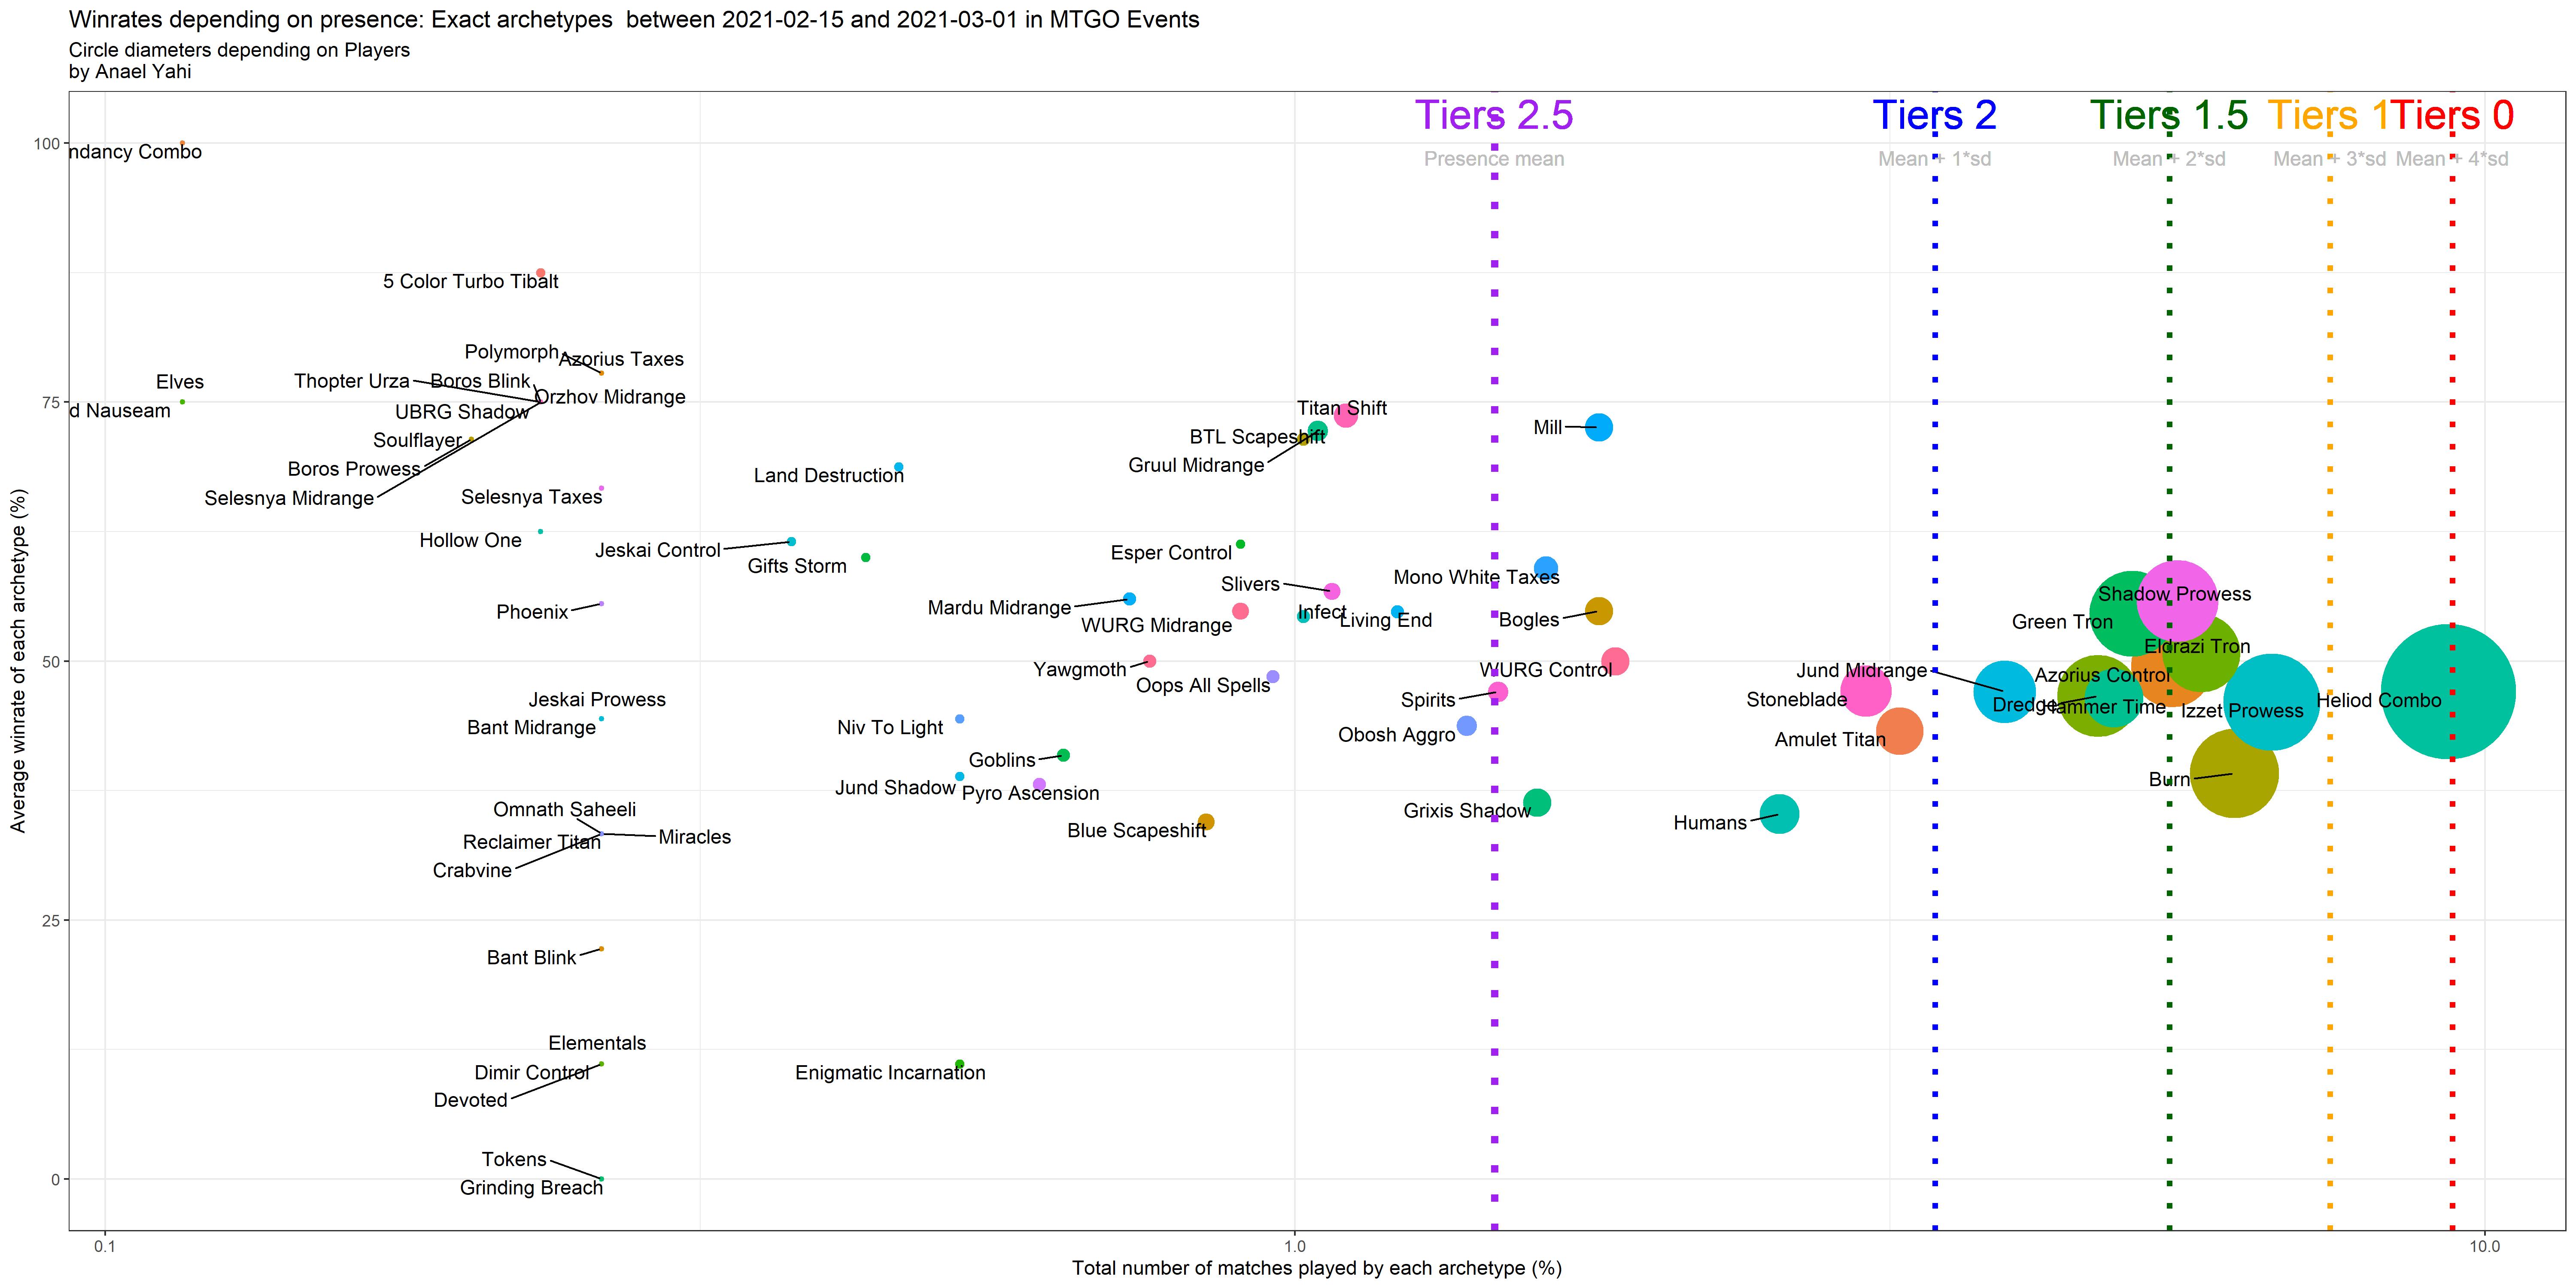 Winrates depending on presence: Exact archetypes  between 2021-02-15 and 2021-03-01 in MTGO Events
Circle diameters depending on Players
by Anael Yahi
Tiers 2.5
Tiers 2
Tiers 1.5
Tiers 1
Tiers 0
Presence mean
Mean + 1*sd
Mean + 2*sd
Mean + 3*sd
Mean + 4*sd
100
ndancy Combo
5 Color Turbo Tibalt
Polymorph
Azorius Taxes
Elves
Thopter Urza
Boros Blink
Orzhov Midrange
75
d Nauseam
UBRG Shadow
Titan Shift
Mill
Soulflayer
BTL Scapeshift
Boros Prowess
Gruul Midrange
Land Destruction
Selesnya Midrange
Selesnya Taxes
Hollow One
Jeskai Control
Esper Control
Gifts Storm
Mono White Taxes
Slivers
Shadow Prowess
Phoenix
Mardu Midrange
Infect
WURG Midrange
Living End
Bogles
Green Tron
Eldrazi Tron
50
Yawgmoth
WURG Control
Jund Midrange
Azorius Control
Oops All Spells
Jeskai Prowess
Spirits
Stoneblade
Dredge
Hammer Time
Izzet Prowess
Heliod Combo
Bant Midrange
Niv To Light
Obosh Aggro
Amulet Titan
Goblins
Burn
Jund Shadow
Pyro Ascension
Omnath Saheeli
Grixis Shadow
Humans
Blue Scapeshift
Reclaimer Titan
Miracles
Crabvine
25
Bant Blink
Elementals
Dimir Control
Enigmatic Incarnation
Devoted
Tokens
0
Grinding Breach
0.1
1.0
10.0
Total number of matches played by each archetype (%)
Average winrate of each archetype (%)